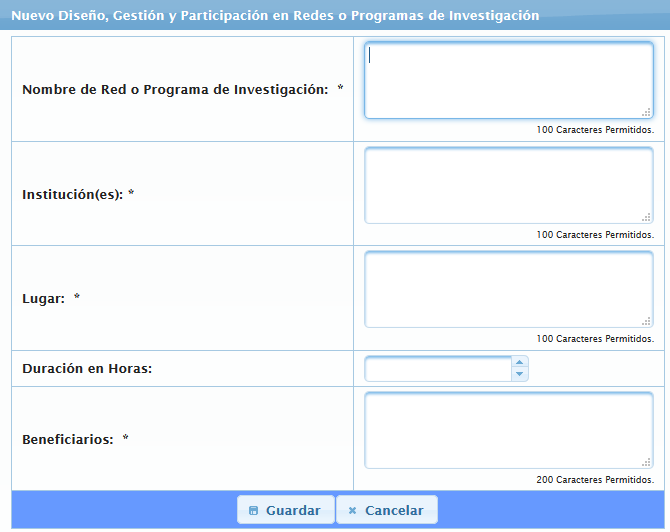 Nuevo Diseño, Gestión y Participación en Redes o Programas de Investigación
Nombre de Red o Programa de Investigación: *
100 Caracteres Permitidos.
Institución(es): *
100 Caracteres Permitidos.
Lugar: *
100 Caracteres Permitidos.
Duración en Horas:
Beneficiarios: *
200 Caracteres Permitidos.
Guardar Cancelar